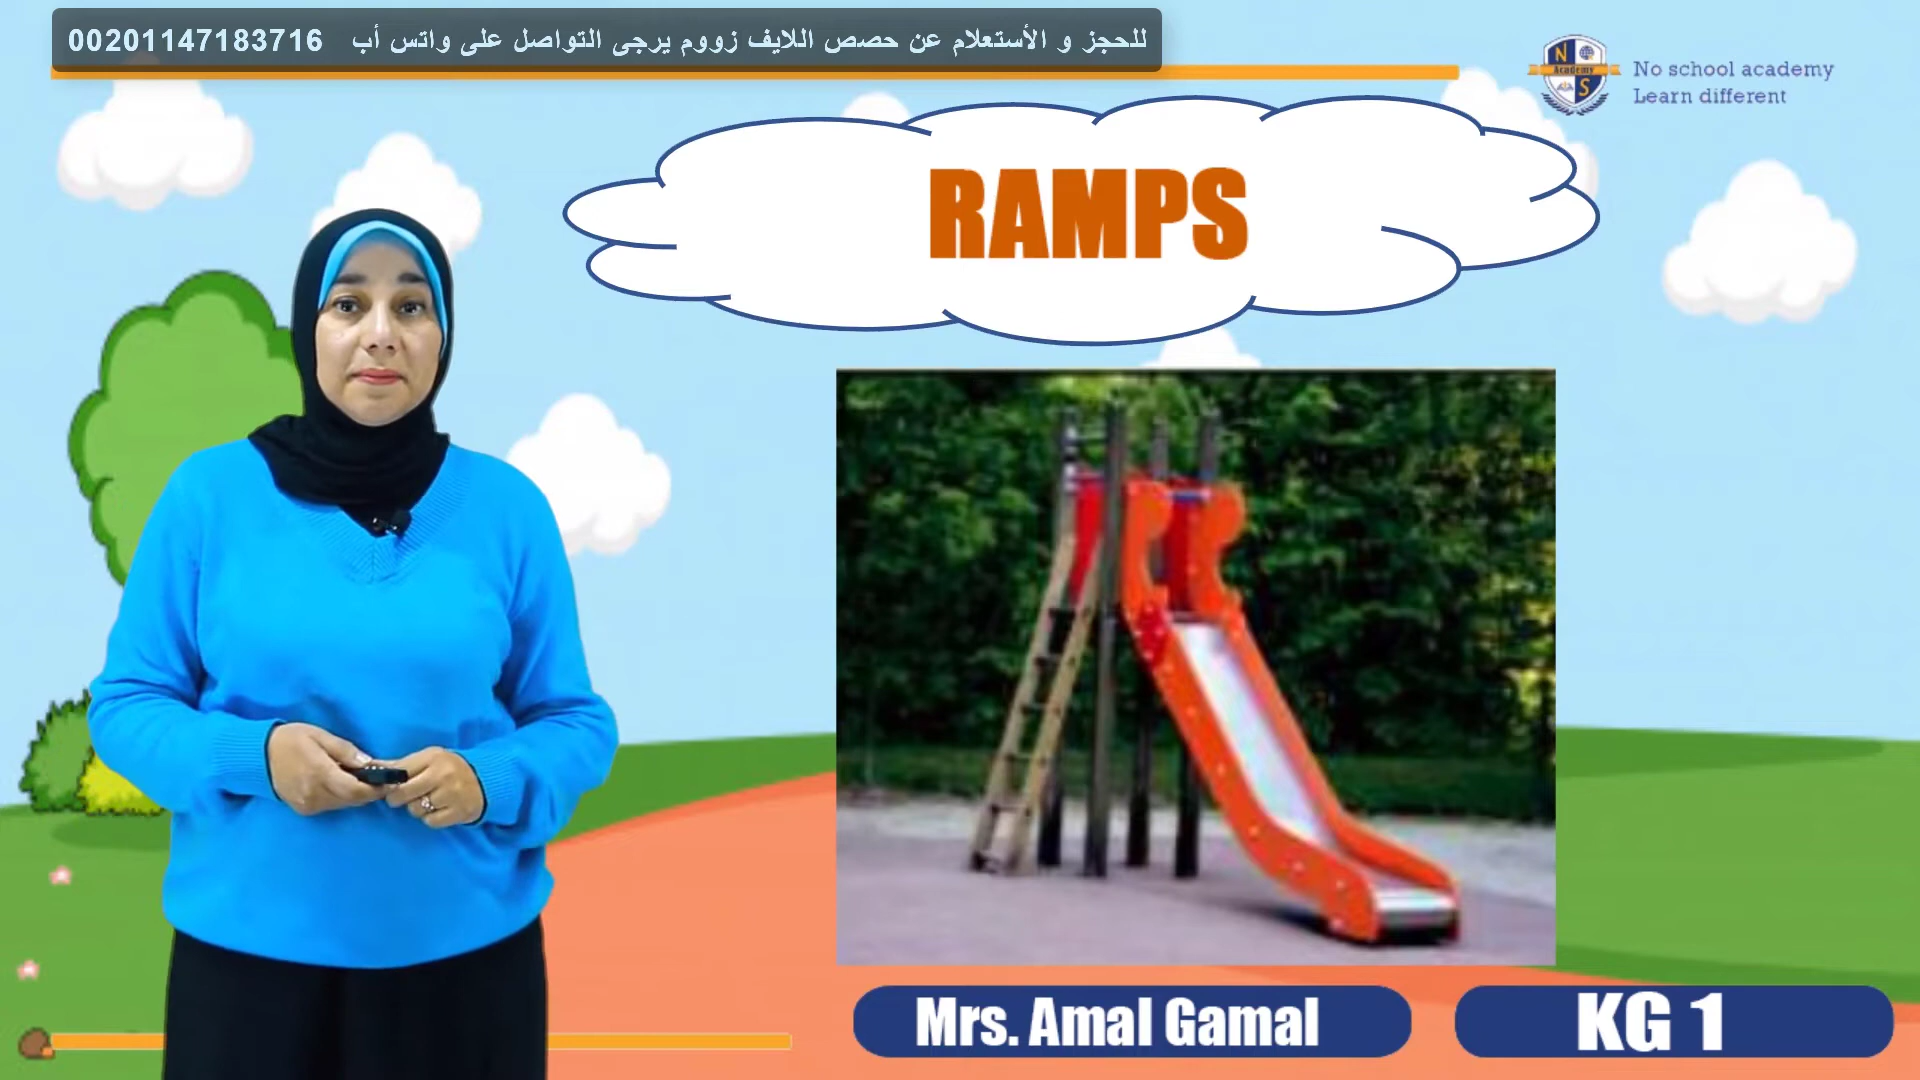 للحجز و الأستعلام عن حصص اللايف زووم يرجى التواصل على واتس أب 00201147183716
N
Academy
S
No school academy
Learn different
RAMPS
Mrs. Amal Gamal
KG 1